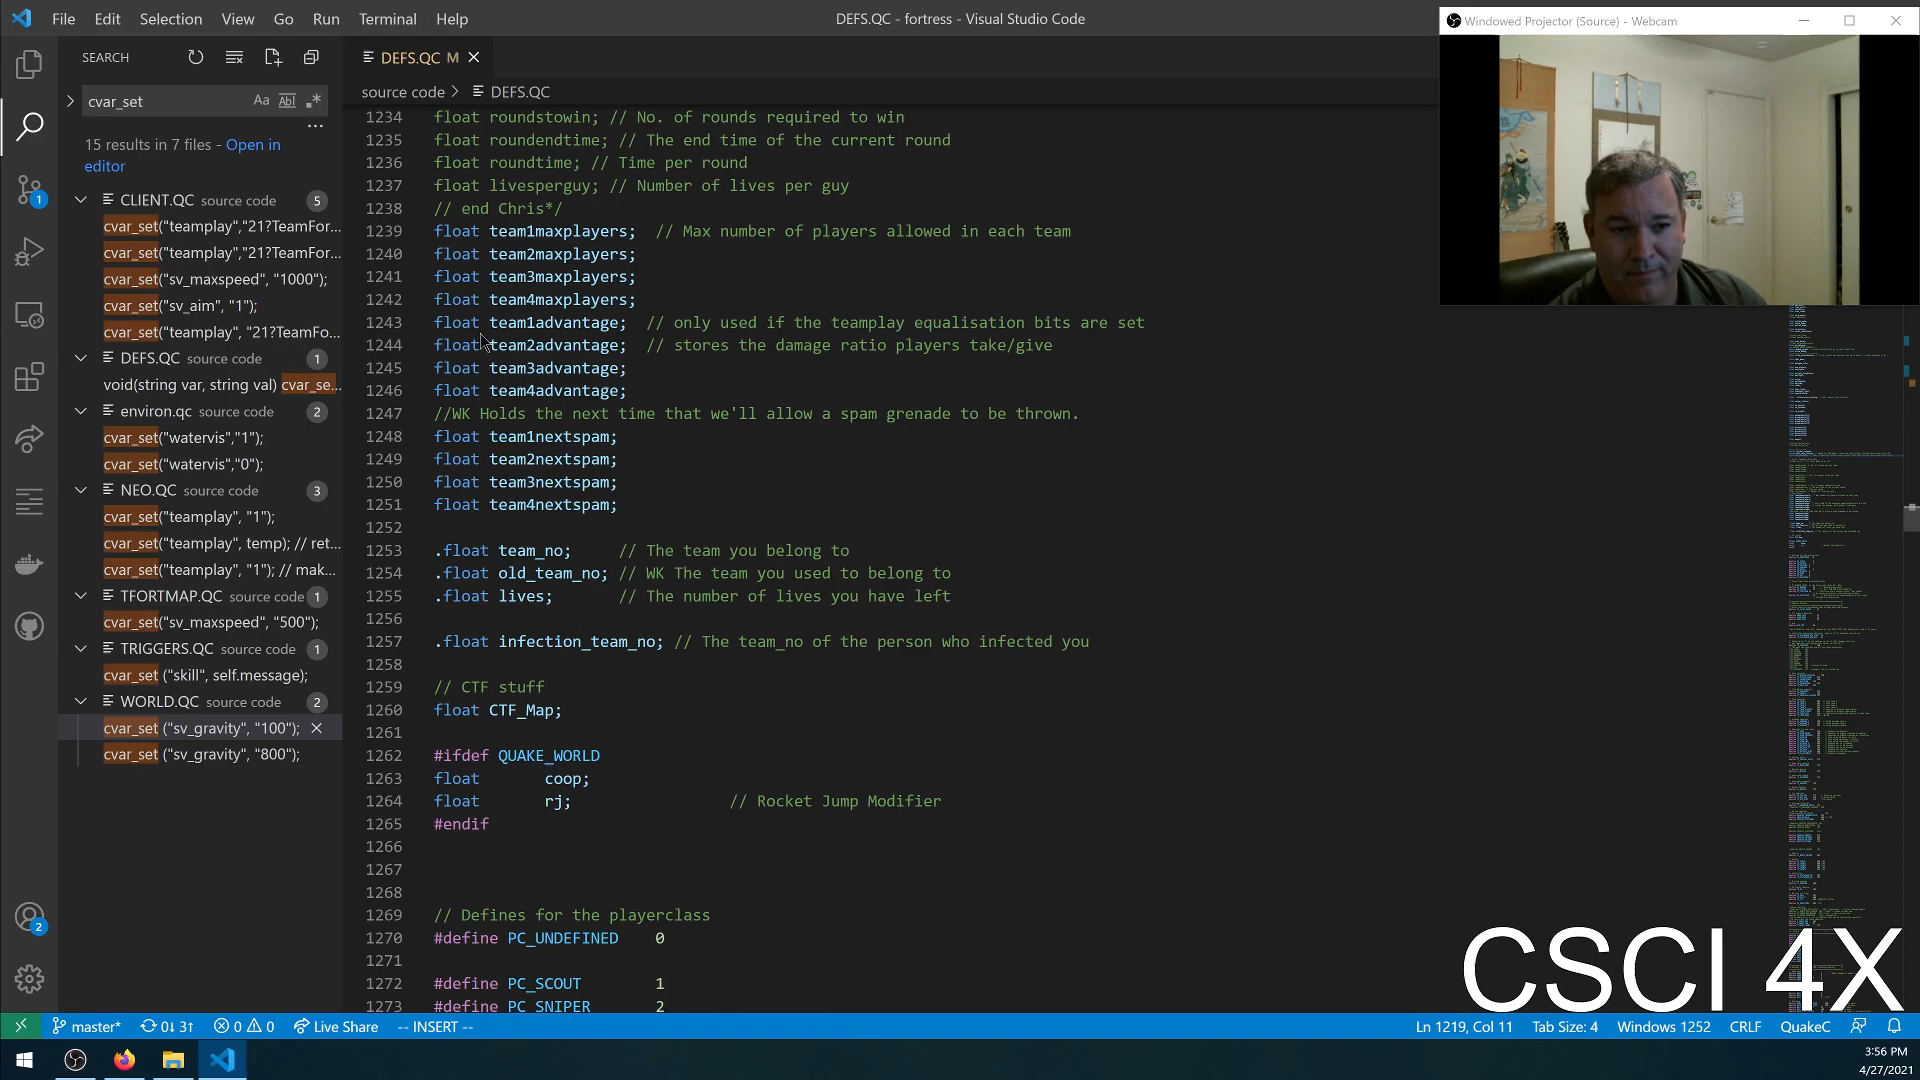 File Edit Selection View Go Run Terminal Help
DEFS.QC - fortress - Visual Studio Code
Windowed Projector (Source) - Webcam
SEARCH
cvar_set
Aa Abl .*
15 results in 7 files - Open in
editor
CLIENT.QC source code 5
cvar_set("teamplay","21?TeamFor...
cvar_set("teamplay","21?TeamFor...
cvar_set("sv_maxspeed", "1000");
cvar_set("sv_aim", "1");
cvar_set("teamplay", "21?TeamFo...
DEFS.QC source code 1
void(string var, string val) cvar_se...
environ.qc source code 2
cvar_set("watervis","1");
cvar_set("watervis","0");
NEO.QC source code 3
cvar_set("teamplay", "1");
cvar_set("teamplay", temp); // ret...
cvar_set("teamplay", "1"); // mak...
TFORTMAP.QC source code 1
cvar_set("sv_maxspeed", "500");
TRIGGERS.QC source code 1
cvar_set ("skill", self.message);
WORLD.QC source code 2
cvar_set ("sv_gravity", "100");
cvar_set ("sv_gravity", "800");
1
2
DEFS.QC M
source code > DEFS.QC
1234 float roundstowin; // No. of rounds required to win
1235 float roundendtime; // The end time of the current round
1236 float roundtime; // Time per round
1237 float livesperguy; // Number of lives per guy
1238 // end Chris*/
1239 float team1maxplayers; // Max number of players allowed in each team
1240 float team2maxplayers;
1241 float team3maxplayers;
1242 float team4maxplayers;
1243 float team1advantage; // only used if the teamplay equalisation bits are set
1244 float team2advantage; // stores the damage ratio players take/give
1245 float team3advantage;
1246 float team4advantage;
1247 //WK Holds the next time that we'll allow a spam grenade to be thrown.
1248 float team1nextspam;
1249 float team2nextspam;
1250 float team3nextspam;
1251 float team4nextspam;
1252
1253 .float team_no; // The team you belong to
1254 .float old_team_no; // WK The team you used to belong to
1255 .float lives; // The number of lives you have left
1256
1257 .float infection_team_no; // The team_no of the person who infected you
1258
1259 // CTF stuff
1260 float CTF_Map;
1261
1262 #ifdef QUAKE_WORLD
1263 float coop;
1264 float rj; // Rocket Jump Modifier
1265 #endif
1266
1267
1268
1269 // Defines for the playerclass
1270 #define PC_UNDEFINED 0
1271
1272 #define PC_SCOUT 1
1273 #define PC_SNIPER 2
CSCI 4X
master* 0↓ 3↑ 0 0 Live Share -- INSERT --
Ln 1219, Col 11 Tab Size: 4 Windows 1252 CRLF QuakeC
3:56 PM
4/27/2021